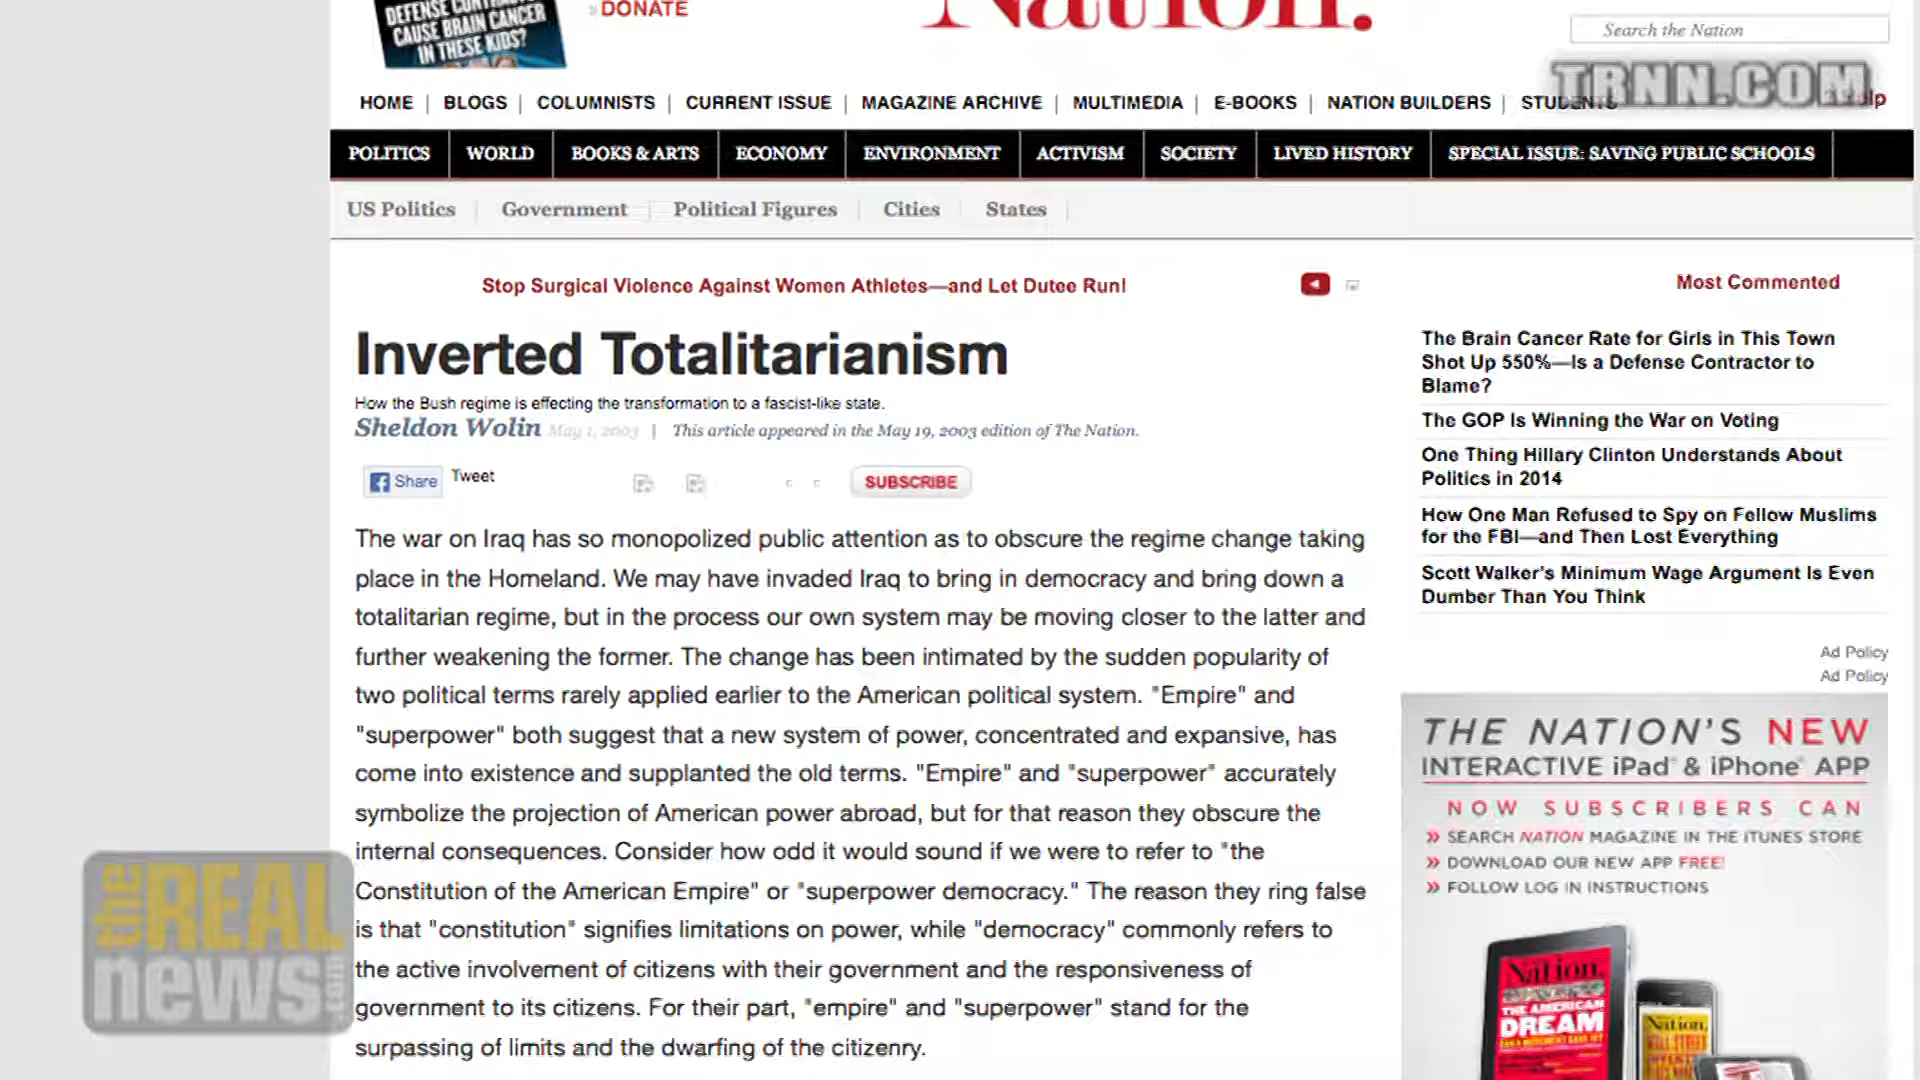 DEFENSE CONTRACTOR
CAUSE BRAIN CANCER
IN THESE KIDS?
» DONATE
Nation.
Search the Nation
TRNN.COM
HOME | BLOGS | COLUMNISTS | CURRENT ISSUE | MAGAZINE ARCHIVE | MULTIMEDIA | E-BOOKS | NATION BUILDERS | STUDENTS
POLITICS WORLD BOOKS & ARTS ECONOMY ENVIRONMENT ACTIVISM SOCIETY LIVED HISTORY SPECIAL ISSUE: SAVING PUBLIC SCHOOLS
US Politics | Government | Political Figures | Cities | States |
Stop Surgical Violence Against Women Athletes—and Let Dutee Run!
Inverted Totalitarianism
How the Bush regime is effecting the transformation to a fascist-like state.
Sheldon Wolin May 1, 2003 | This article appeared in the May 19, 2003 edition of The Nation.
Share Tweet SUBSCRIBE
The war on Iraq has so monopolized public attention as to obscure the regime change taking
place in the Homeland. We may have invaded Iraq to bring in democracy and bring down a
totalitarian regime, but in the process our own system may be moving closer to the latter and
further weakening the former. The change has been intimated by the sudden popularity of
two political terms rarely applied earlier to the American political system. "Empire" and
"superpower" both suggest that a new system of power, concentrated and expansive, has
come into existence and supplanted the old terms. "Empire" and "superpower" accurately
symbolize the projection of American power abroad, but for that reason they obscure the
internal consequences. Consider how odd it would sound if we were to refer to "the
Constitution of the American Empire" or "superpower democracy." The reason they ring false
is that "constitution" signifies limitations on power, while "democracy" commonly refers to
the active involvement of citizens with their government and the responsiveness of
government to its citizens. For their part, "empire" and "superpower" stand for the
surpassing of limits and the dwarfing of the citizenry.
Most Commented
The Brain Cancer Rate for Girls in This Town
Shot Up 550%—Is a Defense Contractor to
Blame?
The GOP Is Winning the War on Voting
One Thing Hillary Clinton Understands About
Politics in 2014
How One Man Refused to Spy on Fellow Muslims
for the FBI—and Then Lost Everything
Scott Walker's Minimum Wage Argument Is Even
Dumber Than You Think
Ad Policy
Ad Policy
THE NATION'S NEW
INTERACTIVE iPad & iPhone APP
NOW SUBSCRIBERS CAN
» SEARCH NATION MAGAZINE IN THE ITUNES STORE
» DOWNLOAD OUR NEW APP FREE!
» FOLLOW LOG IN INSTRUCTIONS
Nation.
THE AMERICAN
DREAM
Nation.
the REAL
news.com